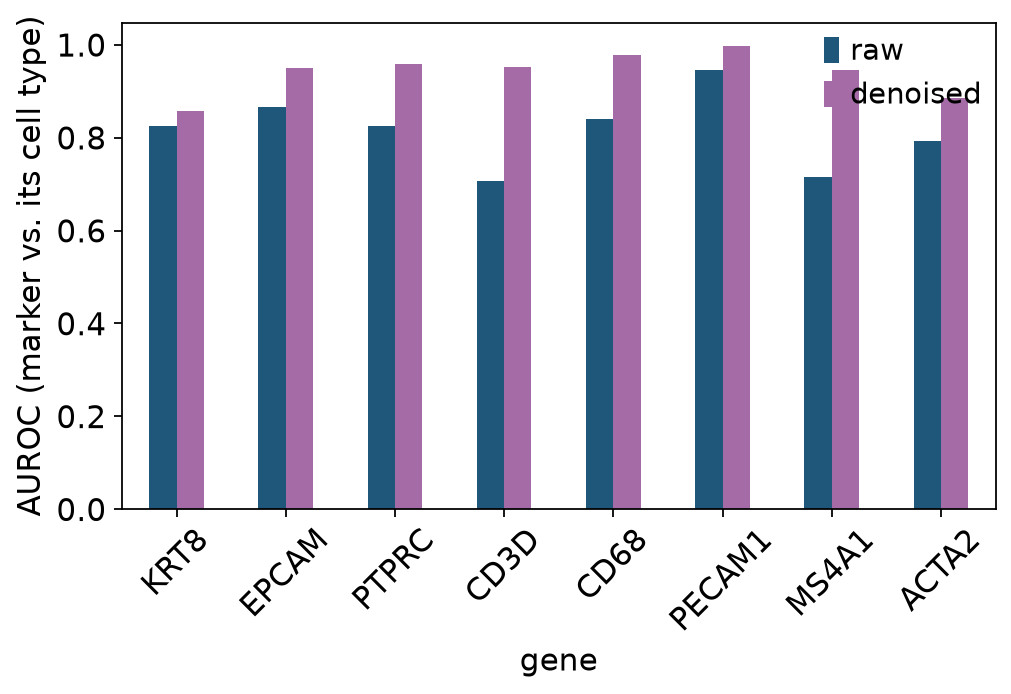 AUROC (marker vs. its cell type)
1.0
0.8
0.6
0.4
0.2
0.0
raw
denoised
KRT8
EPCAM
PTPRC
CD3D
CD68
PECAM1
MS4A1
ACTA2
gene